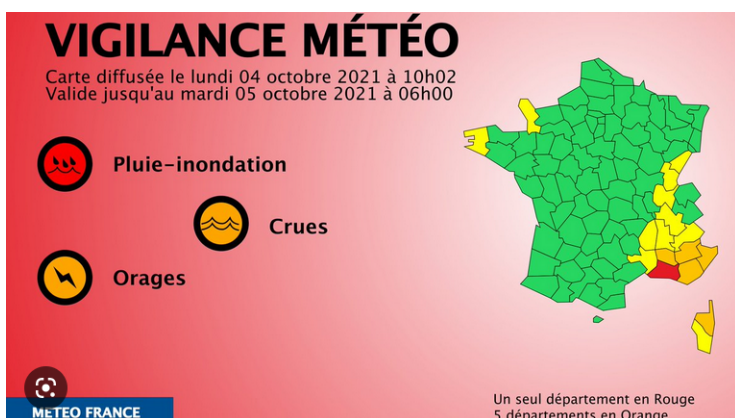 VIGILANCE MÉTÉO
Carte diffusée le lundi 04 octobre 2021 à 10h02
Valide jusqu'au mardi 05 octobre 2021 à 06h00
Pluie-inondation
Crues
Orages
METEO FRANCE
Un seul département en Rouge
5 départements en Orange